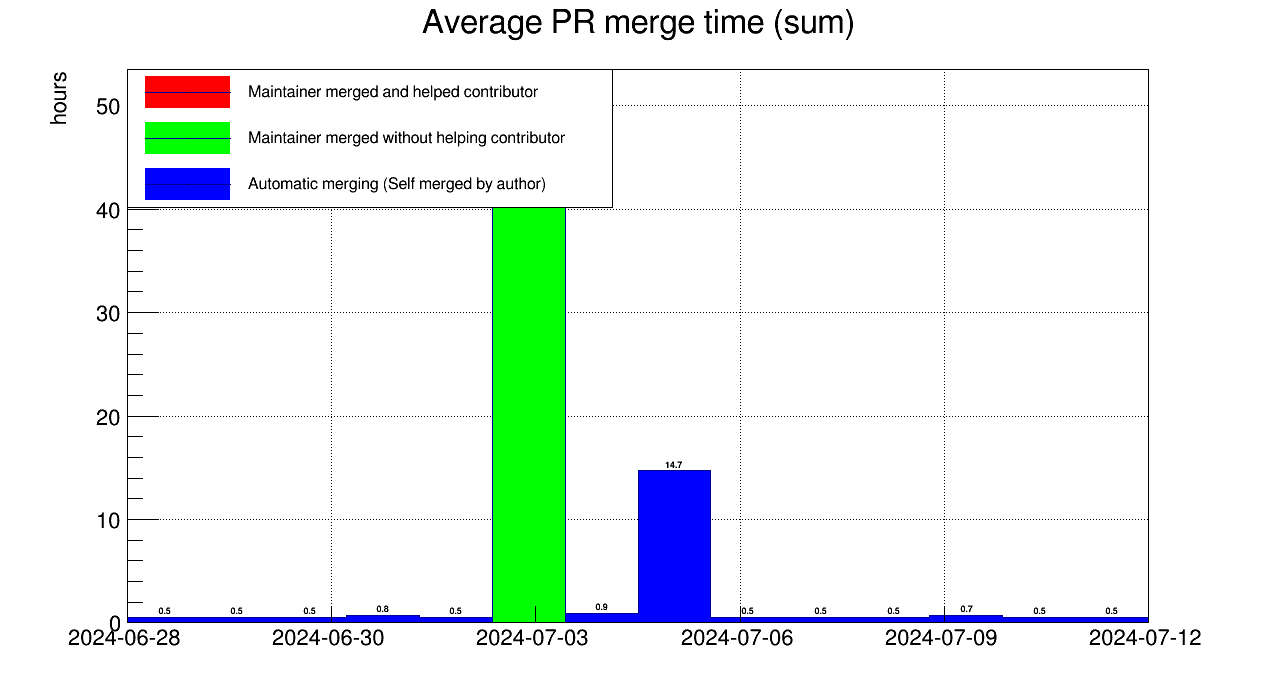 Average PR merge time (sum)
hours
Maintainer merged and helped contributor
Maintainer merged without helping contributor
Automatic merging (Self merged by author)
50
40
30
20
10
0
14.7
0.5 0.5 0.5 0.8 0.5 0.9 0.5 0.5 0.5 0.7 0.5 0.5
2024-06-28 2024-06-30 2024-07-03 2024-07-06 2024-07-09 2024-07-12